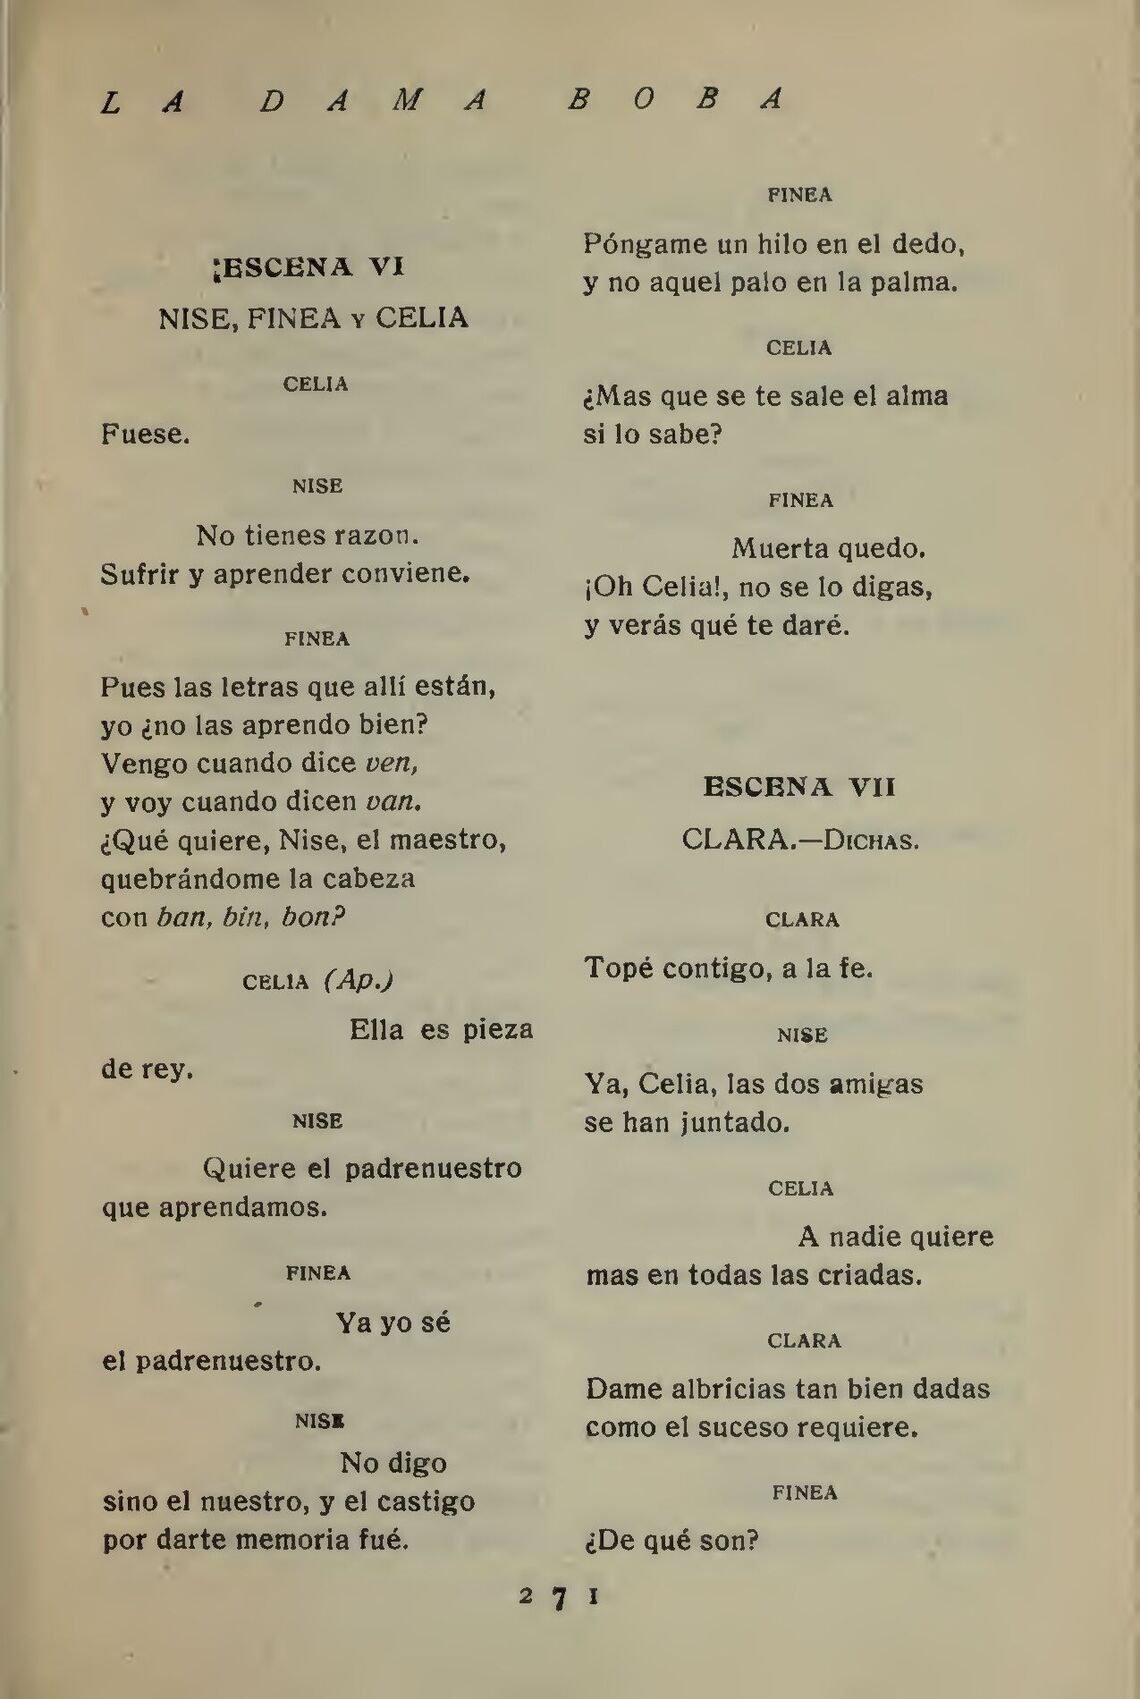 LA DAMA BOBA
¡ESCENA VI
NISE, FINEA Y CELIA
CELIA
Fuese.
NISE
No tienes razon.
Sufrir y aprender conviene.
FINEA
Pues las letras que allí están,
yo ¿no las aprendo bien?
Vengo cuando dice ven,
y voy cuando dicen van.
¿Qué quiere, Nise, el maestro,
quebrándome la cabeza
con ban, bin, bon?
CELIA (Ap.)
Ella es pieza
de rey.
NISE
Quiere el padrenuestro
que aprendamos.
FINEA
Ya yo sé
el padrenuestro.
NISE
No digo
sino el nuestro, y el castigo
por darte memoria fué.
FINEA
Póngame un hilo en el dedo,
y no aquel palo en la palma.
CELIA
¿Mas que se te sale el alma
si lo sabe?
FINEA
Muerta quedo.
¡Oh Celia!, no se lo digas,
y verás qué te daré.
ESCENA VII
CLARA.—DICHAS.
CLARA
Topé contigo, a la fe.
NISE
Ya, Celia, las dos amigas
se han juntado.
CELIA
A nadie quiere
mas en todas las criadas.
CLARA
Dame albricias tan bien dadas
como el suceso requiere.
FINEA
¿De qué son?
271